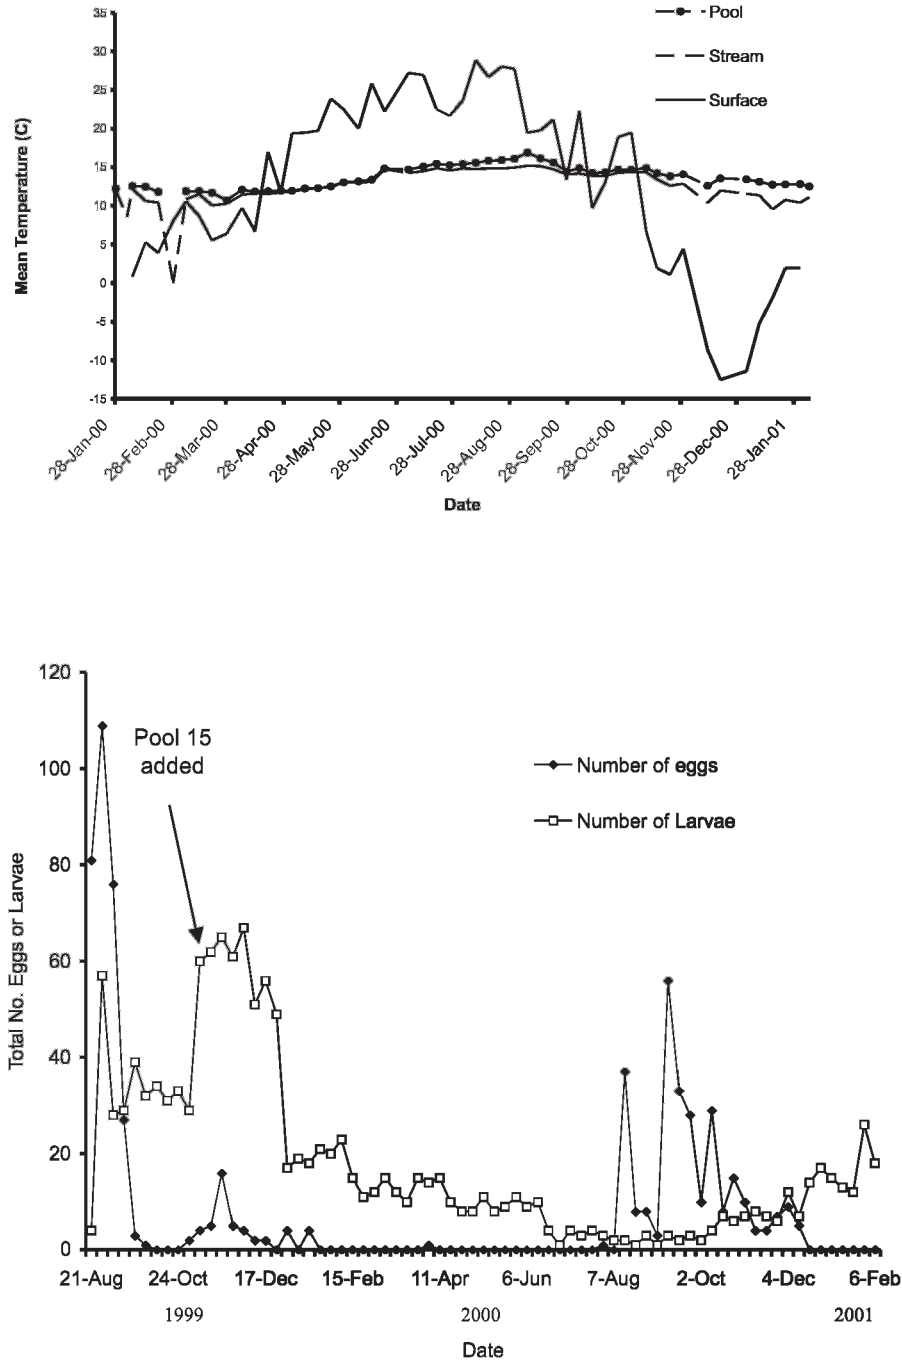 35
30
25
20
15
10
5
0
-5
-10
-15
Mean Temperature (C)
Pool
Stream
Surface
28-Jan-00
28-Feb-00
28-Mar-00
28-Apr-00
28-May-00
28-Jun-00
28-Jul-00
28-Aug-00
28-Sep-00
28-Oct-00
28-Nov-00
28-Dec-00
28-Jan-01
Date
120
100
80
60
40
20
0
Total No. Eggs or Larvae
Pool 15
added
Number of eggs
Number of Larvae
21-Aug 24-Oct 17-Dec 15-Feb 11-Apr 6-Jun 7-Aug 2-Oct 4-Dec 6-Feb
1999 2000 2001
Date